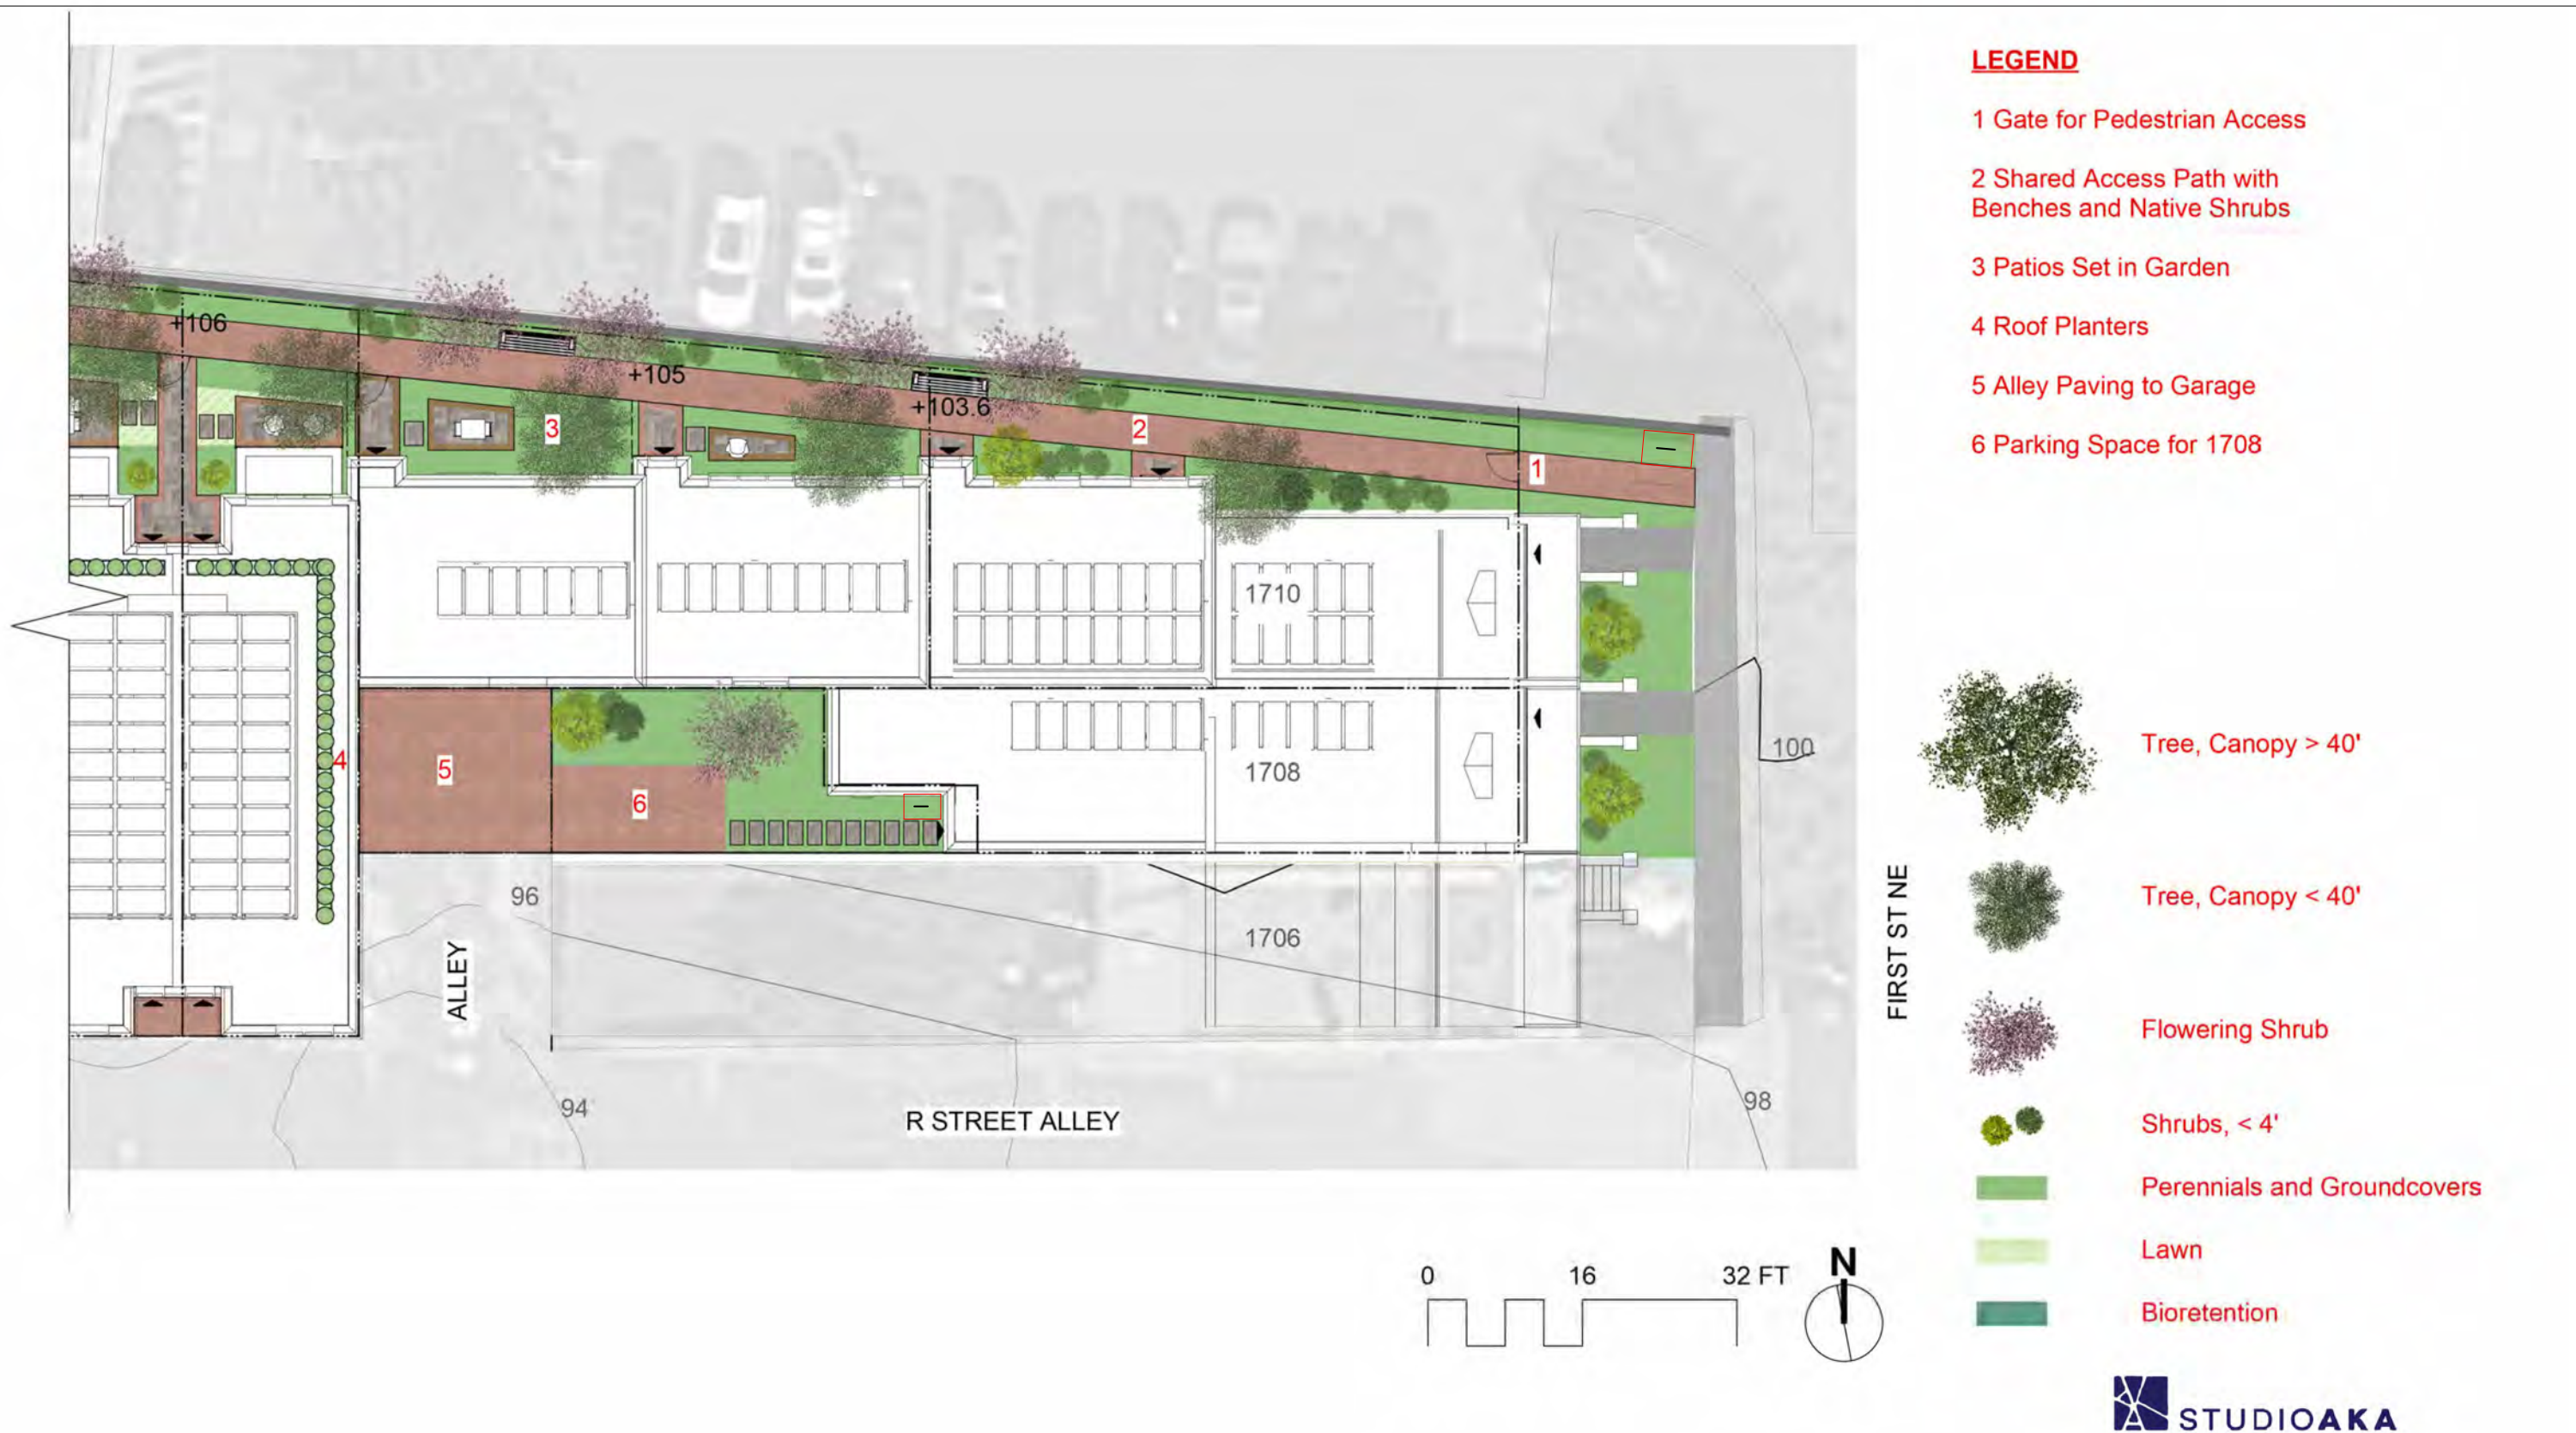 LEGEND
1 Gate for Pedestrian Access
2 Shared Access Path with
Benches and Native Shrubs
3 Patios Set in Garden
4 Roof Planters
5 Alley Paving to Garage
6 Parking Space for 1708
+106
+105
+103.6
3
2
1
1710
4
5
6
1708
100
96
1706
ALLEY
FIRST ST NE
94
R STREET ALLEY
98
Tree, Canopy > 40'
Tree, Canopy < 40'
Flowering Shrub
Shrubs, < 4'
Perennials and Groundcovers
Lawn
Bioretention
0 16 32 FT
N
STUDIOAKA